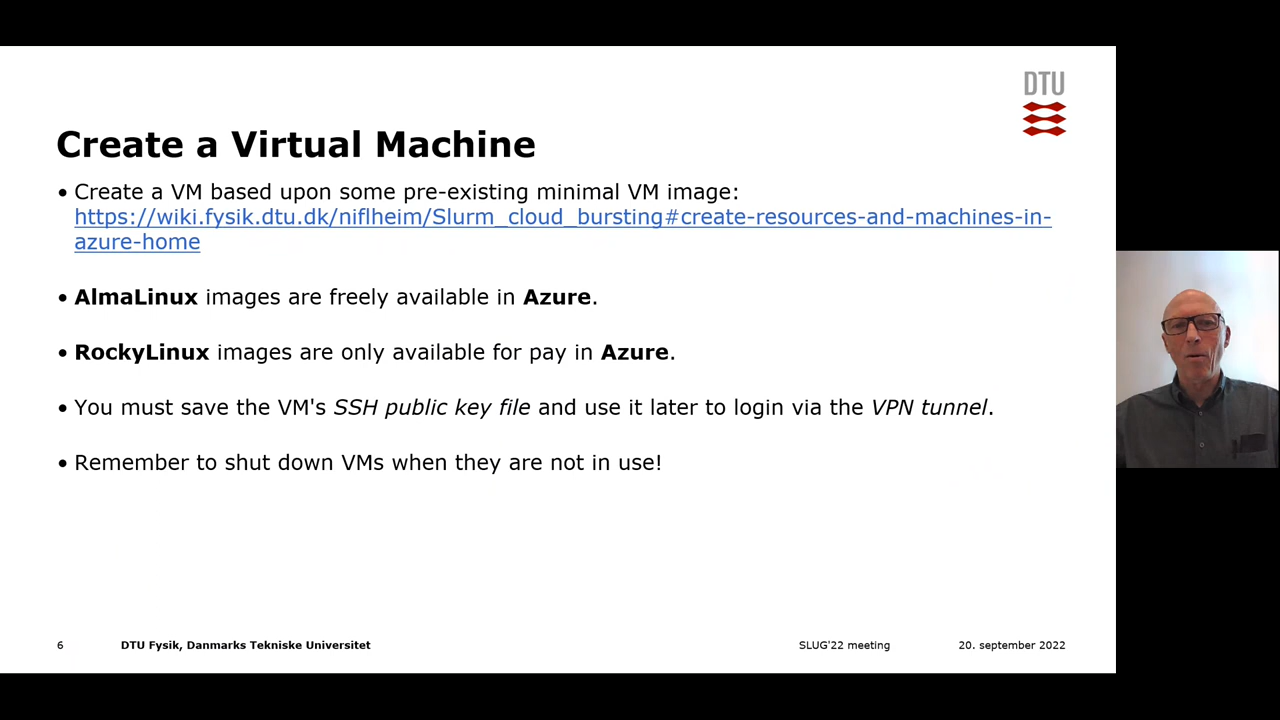 DTU
Create a Virtual Machine
• Create a VM based upon some pre-existing minimal VM image:
https://wiki.fysik.dtu.dk/niflheim/Slurm_cloud_bursting#create-resources-and-machines-in-
azure-home
• AlmaLinux images are freely available in Azure.
• RockyLinux images are only available for pay in Azure.
• You must save the VM's SSH public key file and use it later to login via the VPN tunnel.
• Remember to shut down VMs when they are not in use!
6 DTU Fysik, Danmarks Tekniske Universitet SLUG'22 meeting 20. september 2022